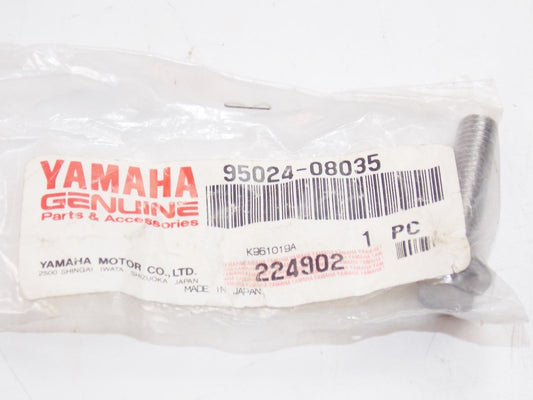 YAMAHA
GENUINE
Parts & Accessories
95024-08035
K961019A
1 PC
YAMAHA MOTOR CO.,LTD.
2500 SHINGAI IWATA SHIZUOKA JAPAN
224902
MADE IN JAPAN